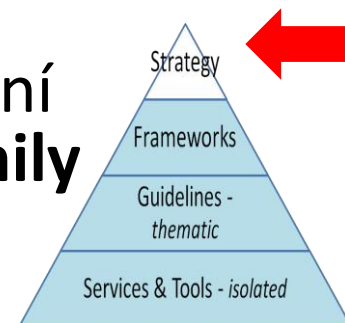 ní
nily
Strategy
Frameworks
Guidelines -
thematic
Services & Tools - isolated